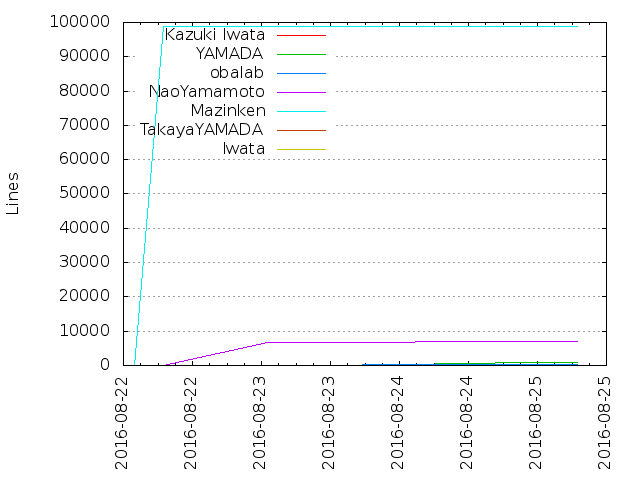 100000
90000
80000
70000
60000
50000
40000
30000
20000
10000
0
Lines
Kazuki Iwata
YAMADA
obalab
NaoYamamoto
Mazinken
TakayaYAMADA
Iwata
2016-08-22
2016-08-22
2016-08-23
2016-08-23
2016-08-24
2016-08-24
2016-08-25
2016-08-25